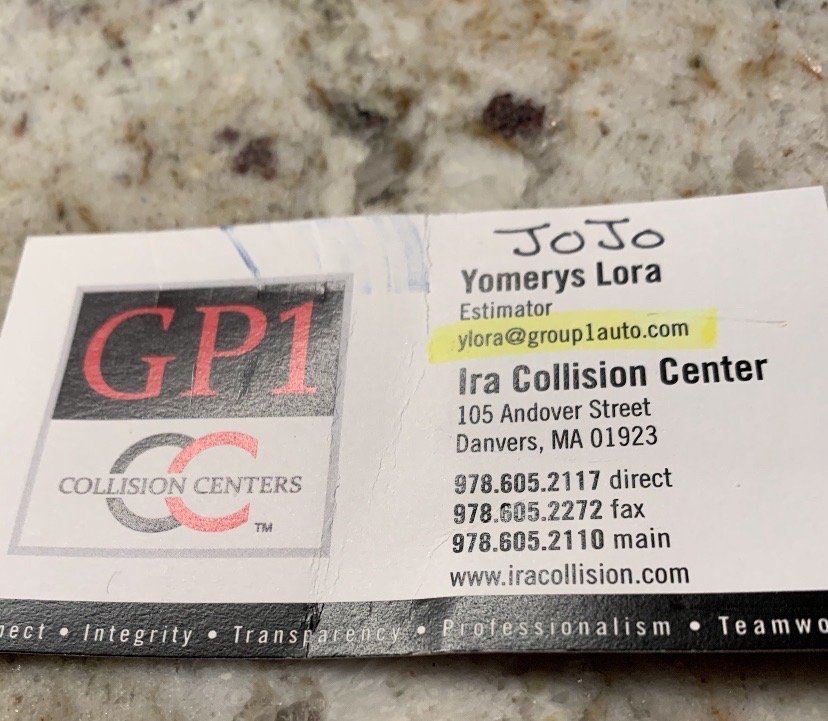 JOJO
Yomerys Lora
Estimator
ylora@group1auto.com
Ira Collision Center
105 Andover Street
Danvers, MA 01923
978.605.2117 direct
978.605.2272 fax
978.605.2110 main
www.iracollision.com
GP1
CC
COLLISION CENTERS
TM
pect • Integrity • Transparency • Professionalism • Teamwo